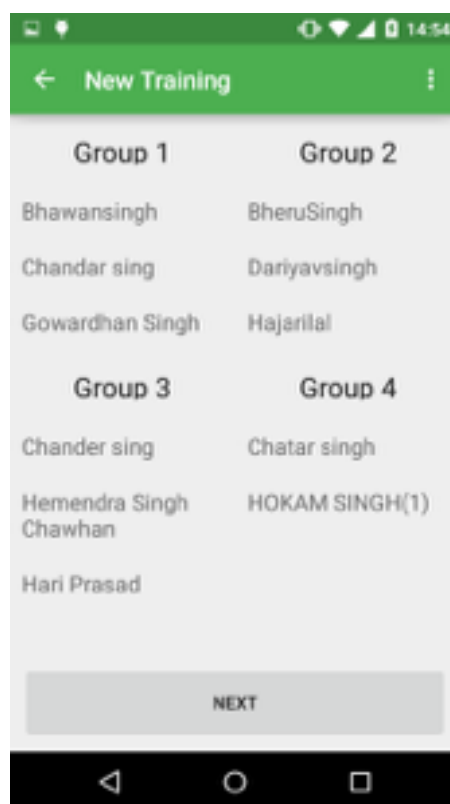 14:54
New Training
Group 1
Group 2
Bhawansingh
BheruSingh
Chandar sing
Dariyavsingh
Gowardhan Singh
Hajarilal
Group 3
Group 4
Chander sing
Chatar singh
Hemendra Singh
Chawhan
HOKAM SINGH(1)
Hari Prasad
NEXT